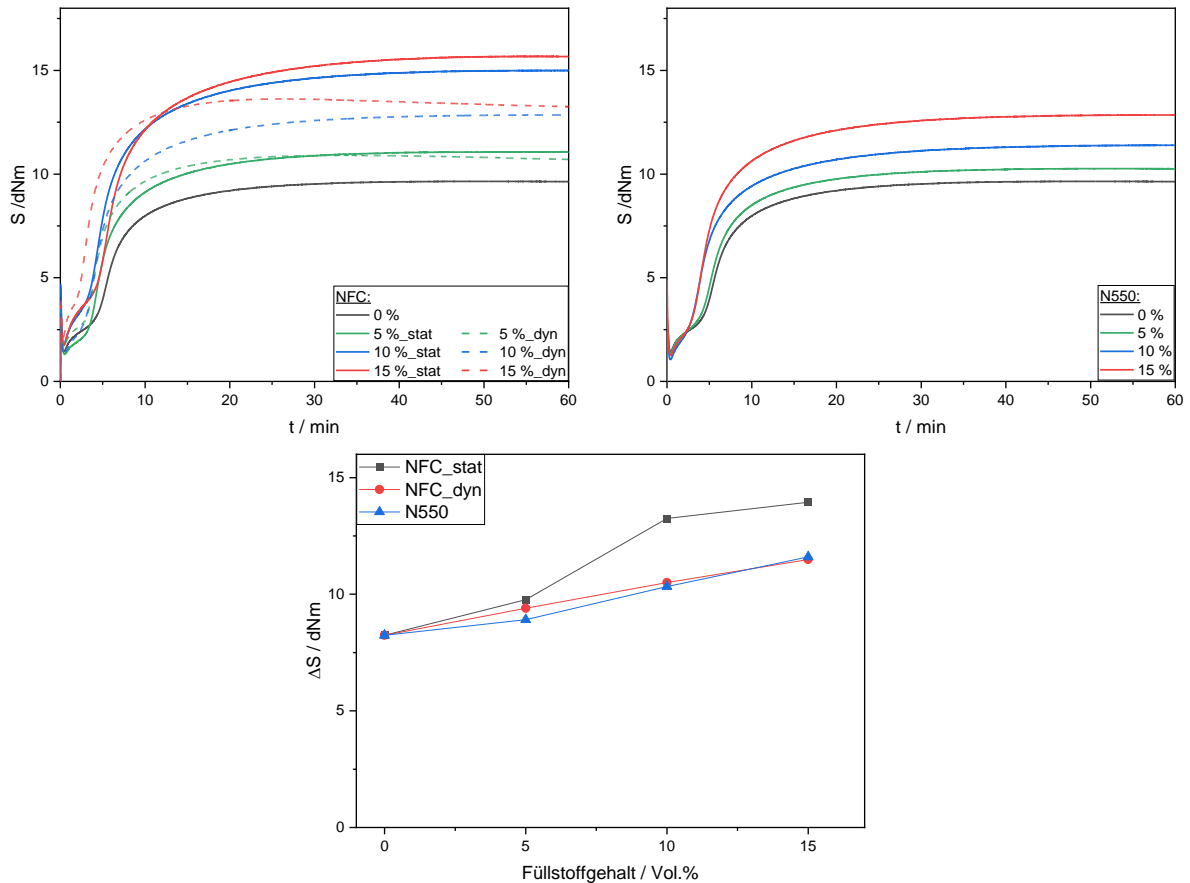 S /dNm
15
10
5
0
0 10 20 30 40 50 60
t / min
NFC:
0 %
5 %_stat 5 %_dyn
10 %_stat 10 %_dyn
15 %_stat 15 %_dyn
S /dNm
15
10
5
0
0 10 20 30 40 50 60
t / min
N550:
0 %
5 %
10 %
15 %
NFC_stat
NFC_dyn
N550
ΔS / dNm
15
10
5
0
0 5 10 15
Füllstoffgehalt / Vol.%